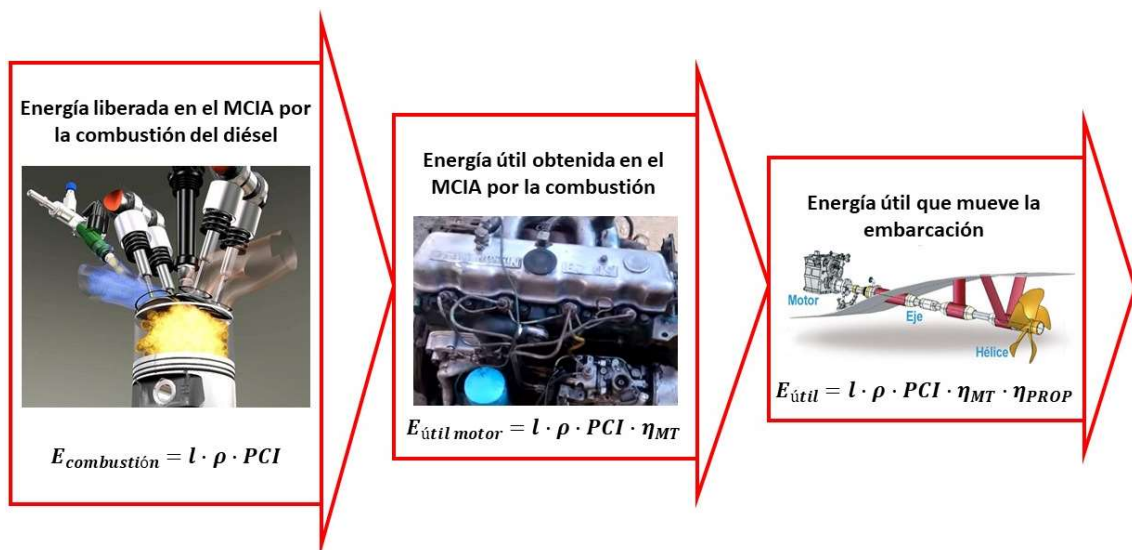 Energía liberada en el MCIA por
la combustión del diésel
E_combustión = l · ρ · PCI
Energía útil obtenida en el
MCIA por la combustión
E_útil motor = l · ρ · PCI · η_MT
Energía útil que mueve la
embarcación
Motor
Eje
Hélice
E_útil = l · ρ · PCI · η_MT · η_PROP